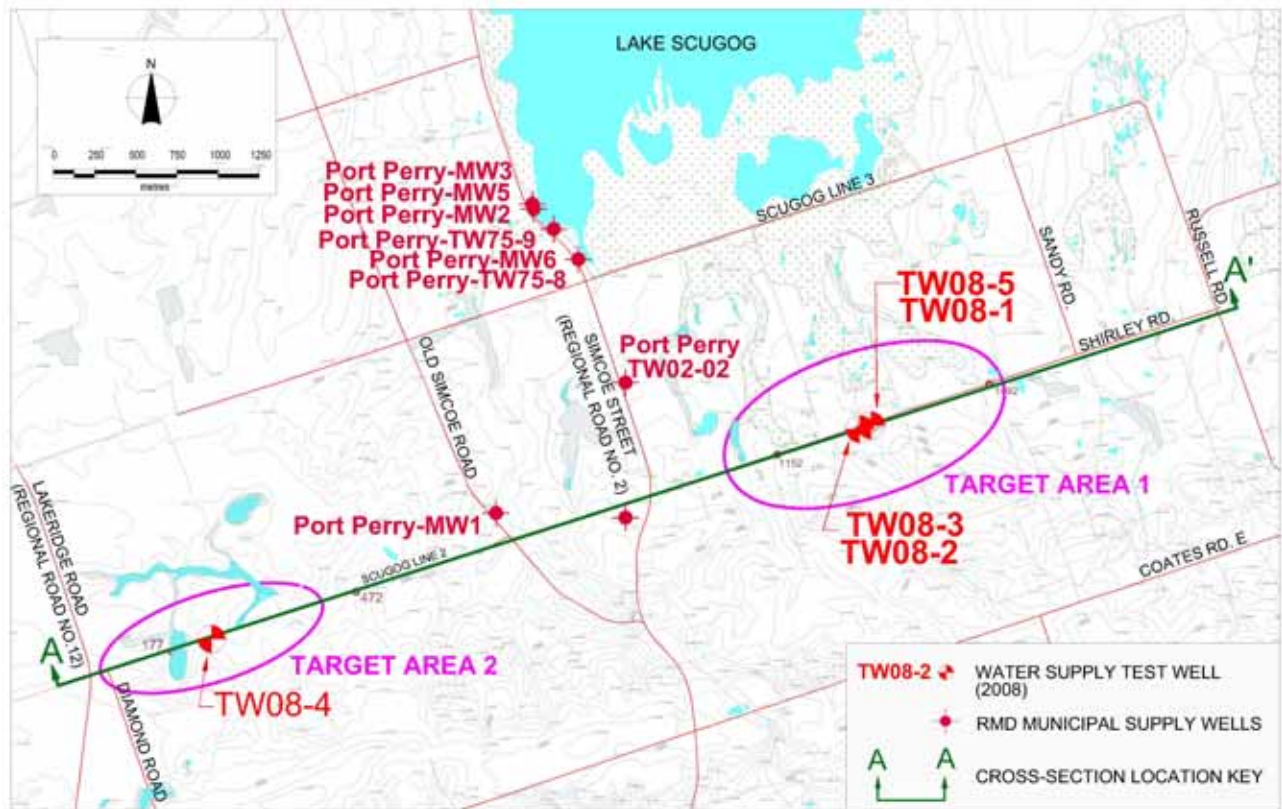 LAKE SCUGOG
N
0 250 500 750 1000 1250
metres
Port Perry-MW3
Port Perry-MW5
Port Perry-MW2
Port Perry-TW75-9
Port Perry-MW6
Port Perry-TW75-8
SCUGOG LINE 3
SANDY RD.
RUSSELL RD.
A'
TW08-5
TW08-1
SHIRLEY RD.
OLD SIMCOE ROAD
SIMCOE STREET
(REGIONAL ROAD NO. 2)
Port Perry
TW02-02
1152
TARGET AREA 1
TW08-3
TW08-2
COATES RD. E
Port Perry-MW1
SCUGOG LINE 2
472
LAKERIDGE ROAD
(REGIONAL ROAD NO.12)
177
A
TARGET AREA 2
TW08-4
DIAMOND ROAD
TW08-2 WATER SUPPLY TEST WELL
(2008)
RMD MUNICIPAL SUPPLY WELLS
A A CROSS-SECTION LOCATION KEY